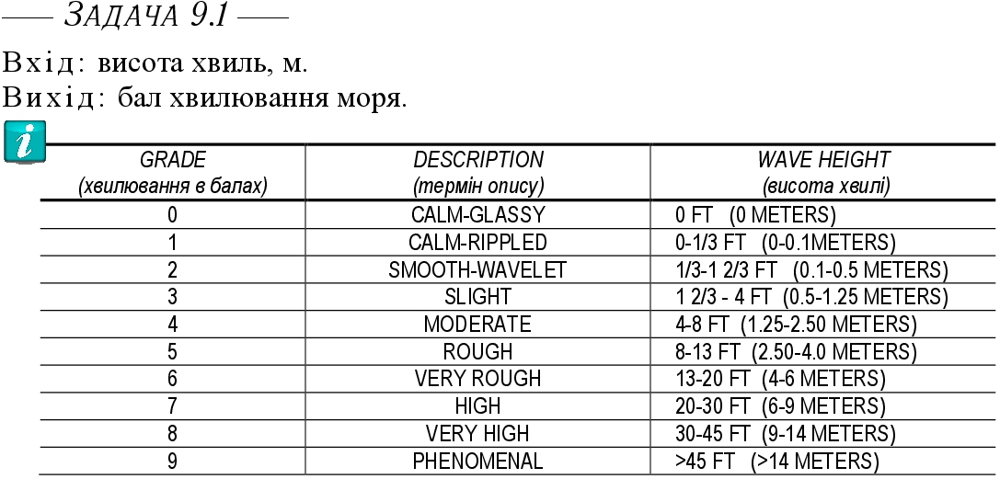 ЗАДАЧА 9.1
Вхід: висота хвиль, м.
Вихід: бал хвилювання моря.
i
GRADE (хвилювання в балах) DESCRIPTION (термін опису) WAVE HEIGHT (висота хвилі)
0 CALM-GLASSY 0 FT (0 METERS)
1 CALM-RIPPLED 0-1/3 FT (0-0.1METERS)
2 SMOOTH-WAVELET 1/3-1 2/3 FT (0.1-0.5 METERS)
3 SLIGHT 1 2/3 - 4 FT (0.5-1.25 METERS)
4 MODERATE 4-8 FT (1.25-2.50 METERS)
5 ROUGH 8-13 FT (2.50-4.0 METERS)
6 VERY ROUGH 13-20 FT (4-6 METERS)
7 HIGH 20-30 FT (6-9 METERS)
8 VERY HIGH 30-45 FT (9-14 METERS)
9 PHENOMENAL >45 FT (>14 METERS)